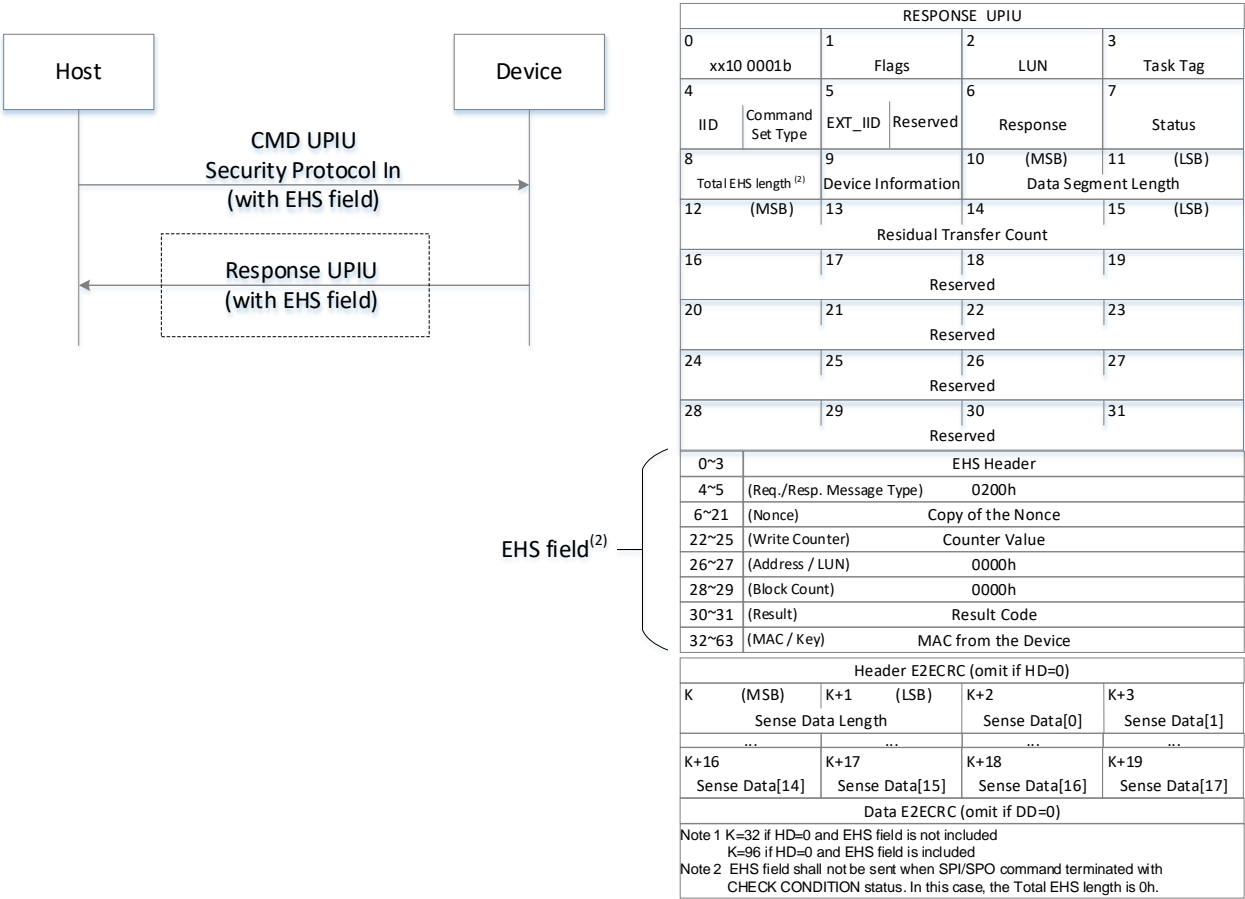 Host
Device
CMD UPIU
Security Protocol In
(with EHS field)
Response UPIU
(with EHS field)
RESPONSE UPIU
0 1 2 3
xx10 0001b Flags LUN Task Tag
4 5 6 7
IID Command Set Type EXT_IID Reserved Response Status
8 9 10 (MSB) 11 (LSB)
Total EHS length (2) Device Information Data Segment Length
12 (MSB) 13 14 15 (LSB)
Residual Transfer Count
16 17 18 19
Reserved
20 21 22 23
Reserved
24 25 26 27
Reserved
28 29 30 31
Reserved
EHS field(2)
0~3 EHS Header
4~5 (Req./Resp. Message Type) 0200h
6~21 (Nonce) Copy of the Nonce
22~25 (Write Counter) Counter Value
26~27 (Address / LUN) 0000h
28~29 (Block Count) 0000h
30~31 (Result) Result Code
32~63 (MAC / Key) MAC from the Device
Header E2ECRC (omit if HD=0)
K (MSB) K+1 (LSB) K+2 K+3
Sense Data Length Sense Data[0] Sense Data[1]
... ... ... ...
K+16 K+17 K+18 K+19
Sense Data[14] Sense Data[15] Sense Data[16] Sense Data[17]
Data E2ECRC (omit if DD=0)
Note 1 K=32 if HD=0 and EHS field is not included
K=96 if HD=0 and EHS field is included
Note 2 EHS field shall not be sent when SPI/SPO command terminated with
CHECK CONDITION status. In this case, the Total EHS length is 0h.